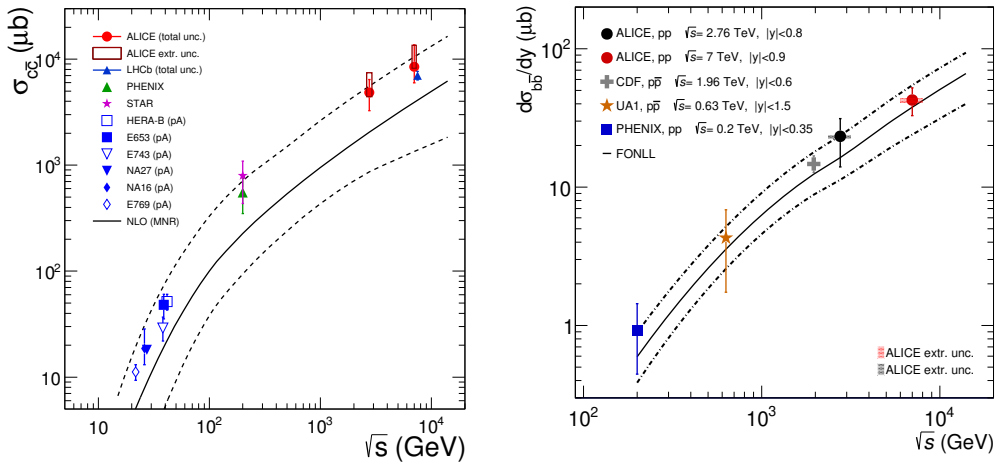 σ_cc̄ (μb)
10⁴
10³
10²
10
ALICE (total unc.)
ALICE extr. unc.
LHCb (total unc.)
PHENIX
STAR
HERA-B (pA)
E653 (pA)
E743 (pA)
NA27 (pA)
NA16 (pA)
E769 (pA)
NLO (MNR)
10
10²
10³
10⁴
√s (GeV)
dσ_bb̄/dy (μb)
10²
10
1
ALICE, pp √s= 2.76 TeV, |y|<0.8
ALICE, pp √s= 7 TeV, |y|<0.9
CDF, pp̅ √s= 1.96 TeV, |y|<0.6
UA1, pp̅ √s= 0.63 TeV, |y|<1.5
PHENIX, pp √s= 0.2 TeV, |y|<0.35
FONLL
ALICE extr. unc.
ALICE extr. unc.
10²
10³
10⁴
√s (GeV)